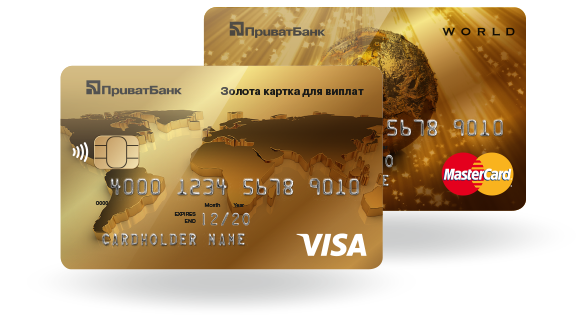 ПриватБанк
WORLD
5678 9010
MasterCard
ПриватБанк
Золота картка для виплат
4000 1234 5678 9010
0000
Month Year
EXPIRES END 12/20
CARDHOLDER NAME
VISA